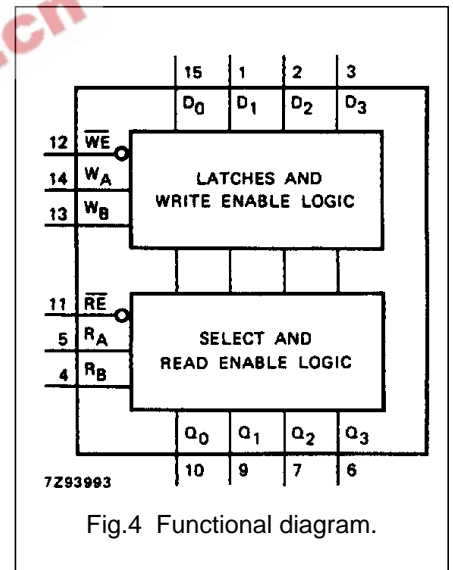 .cn
15 1 2 3
D0 D1 D2 D3
12 W̅E̅
14 WA
13 WB
LATCHES AND
WRITE ENABLE LOGIC
11 R̅E̅
5 RA
4 RB
SELECT AND
READ ENABLE LOGIC
Q0 Q1 Q2 Q3
10 9 7 6
7Z93993
Fig.4 Functional diagram.